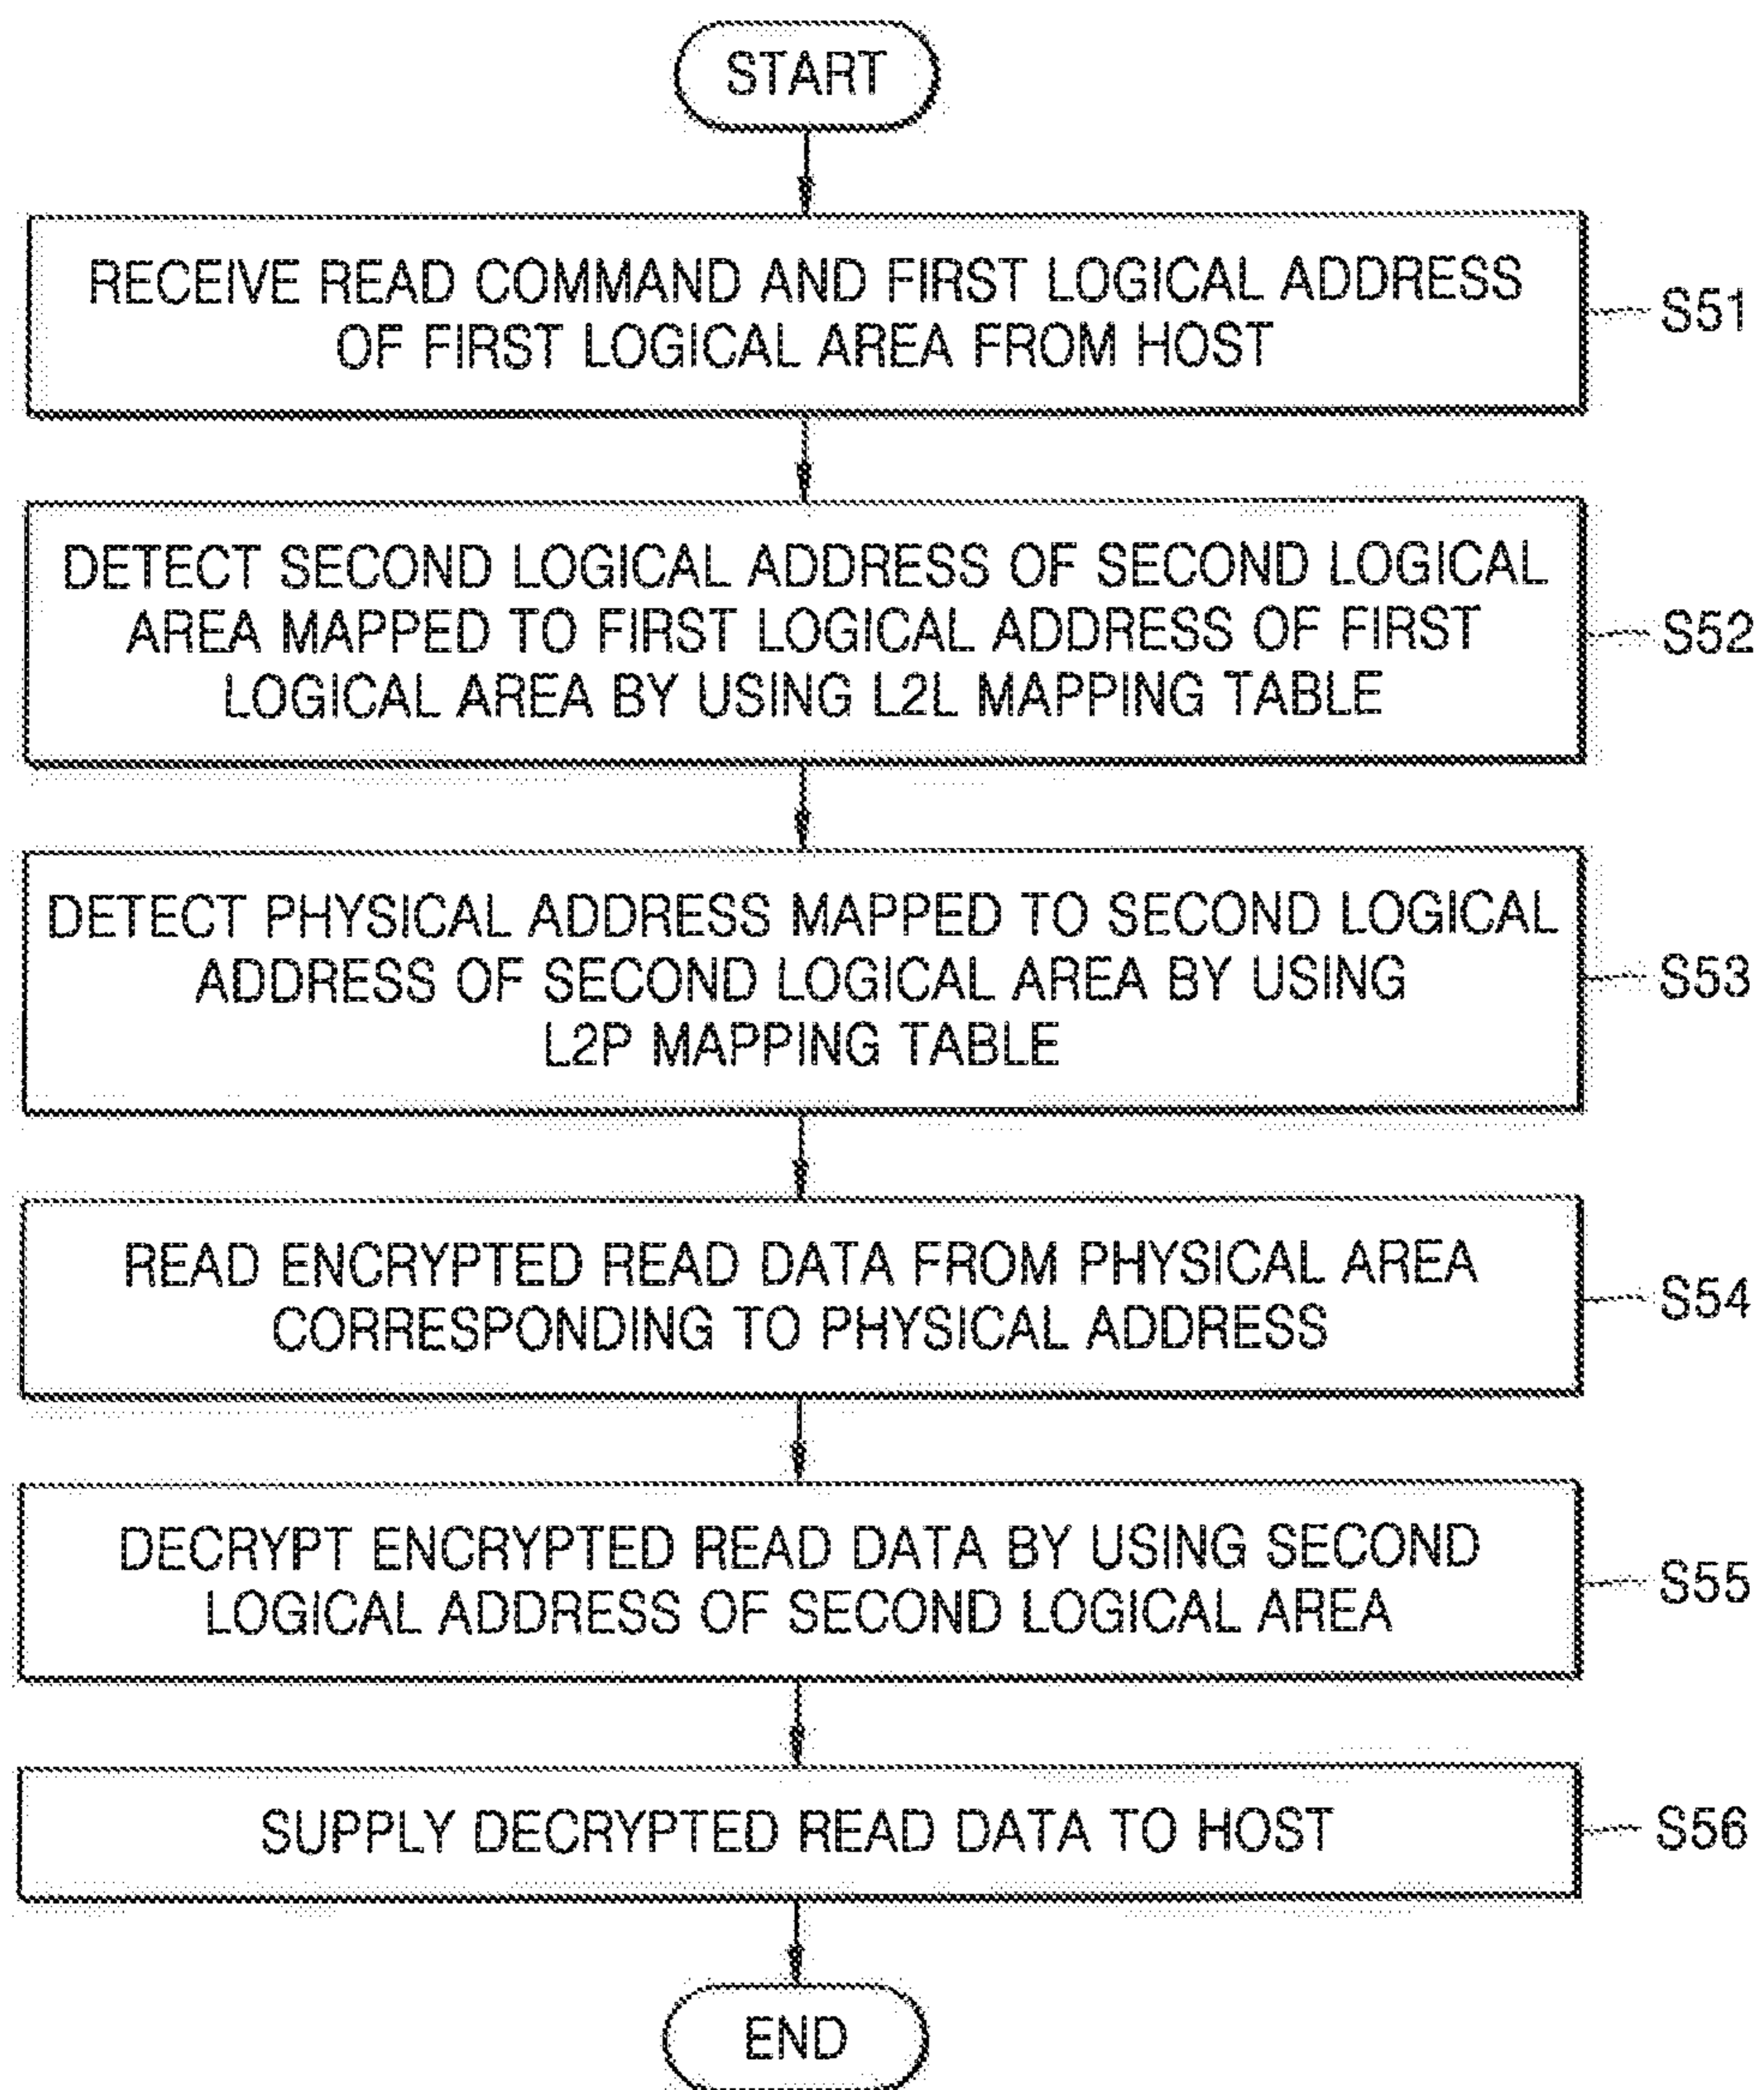 START
RECEIVE READ COMMAND AND FIRST LOGICAL ADDRESS
OF FIRST LOGICAL AREA FROM HOST
S51
DETECT SECOND LOGICAL ADDRESS OF SECOND LOGICAL
AREA MAPPED TO FIRST LOGICAL ADDRESS OF FIRST
LOGICAL AREA BY USING L2L MAPPING TABLE
S52
DETECT PHYSICAL ADDRESS MAPPED TO SECOND LOGICAL
ADDRESS OF SECOND LOGICAL AREA BY USING
L2P MAPPING TABLE
S53
READ ENCRYPTED READ DATA FROM PHYSICAL AREA
CORRESPONDING TO PHYSICAL ADDRESS
S54
DECRYPT ENCRYPTED READ DATA BY USING SECOND
LOGICAL ADDRESS OF SECOND LOGICAL AREA
S55
SUPPLY DECRYPTED READ DATA TO HOST
S56
END